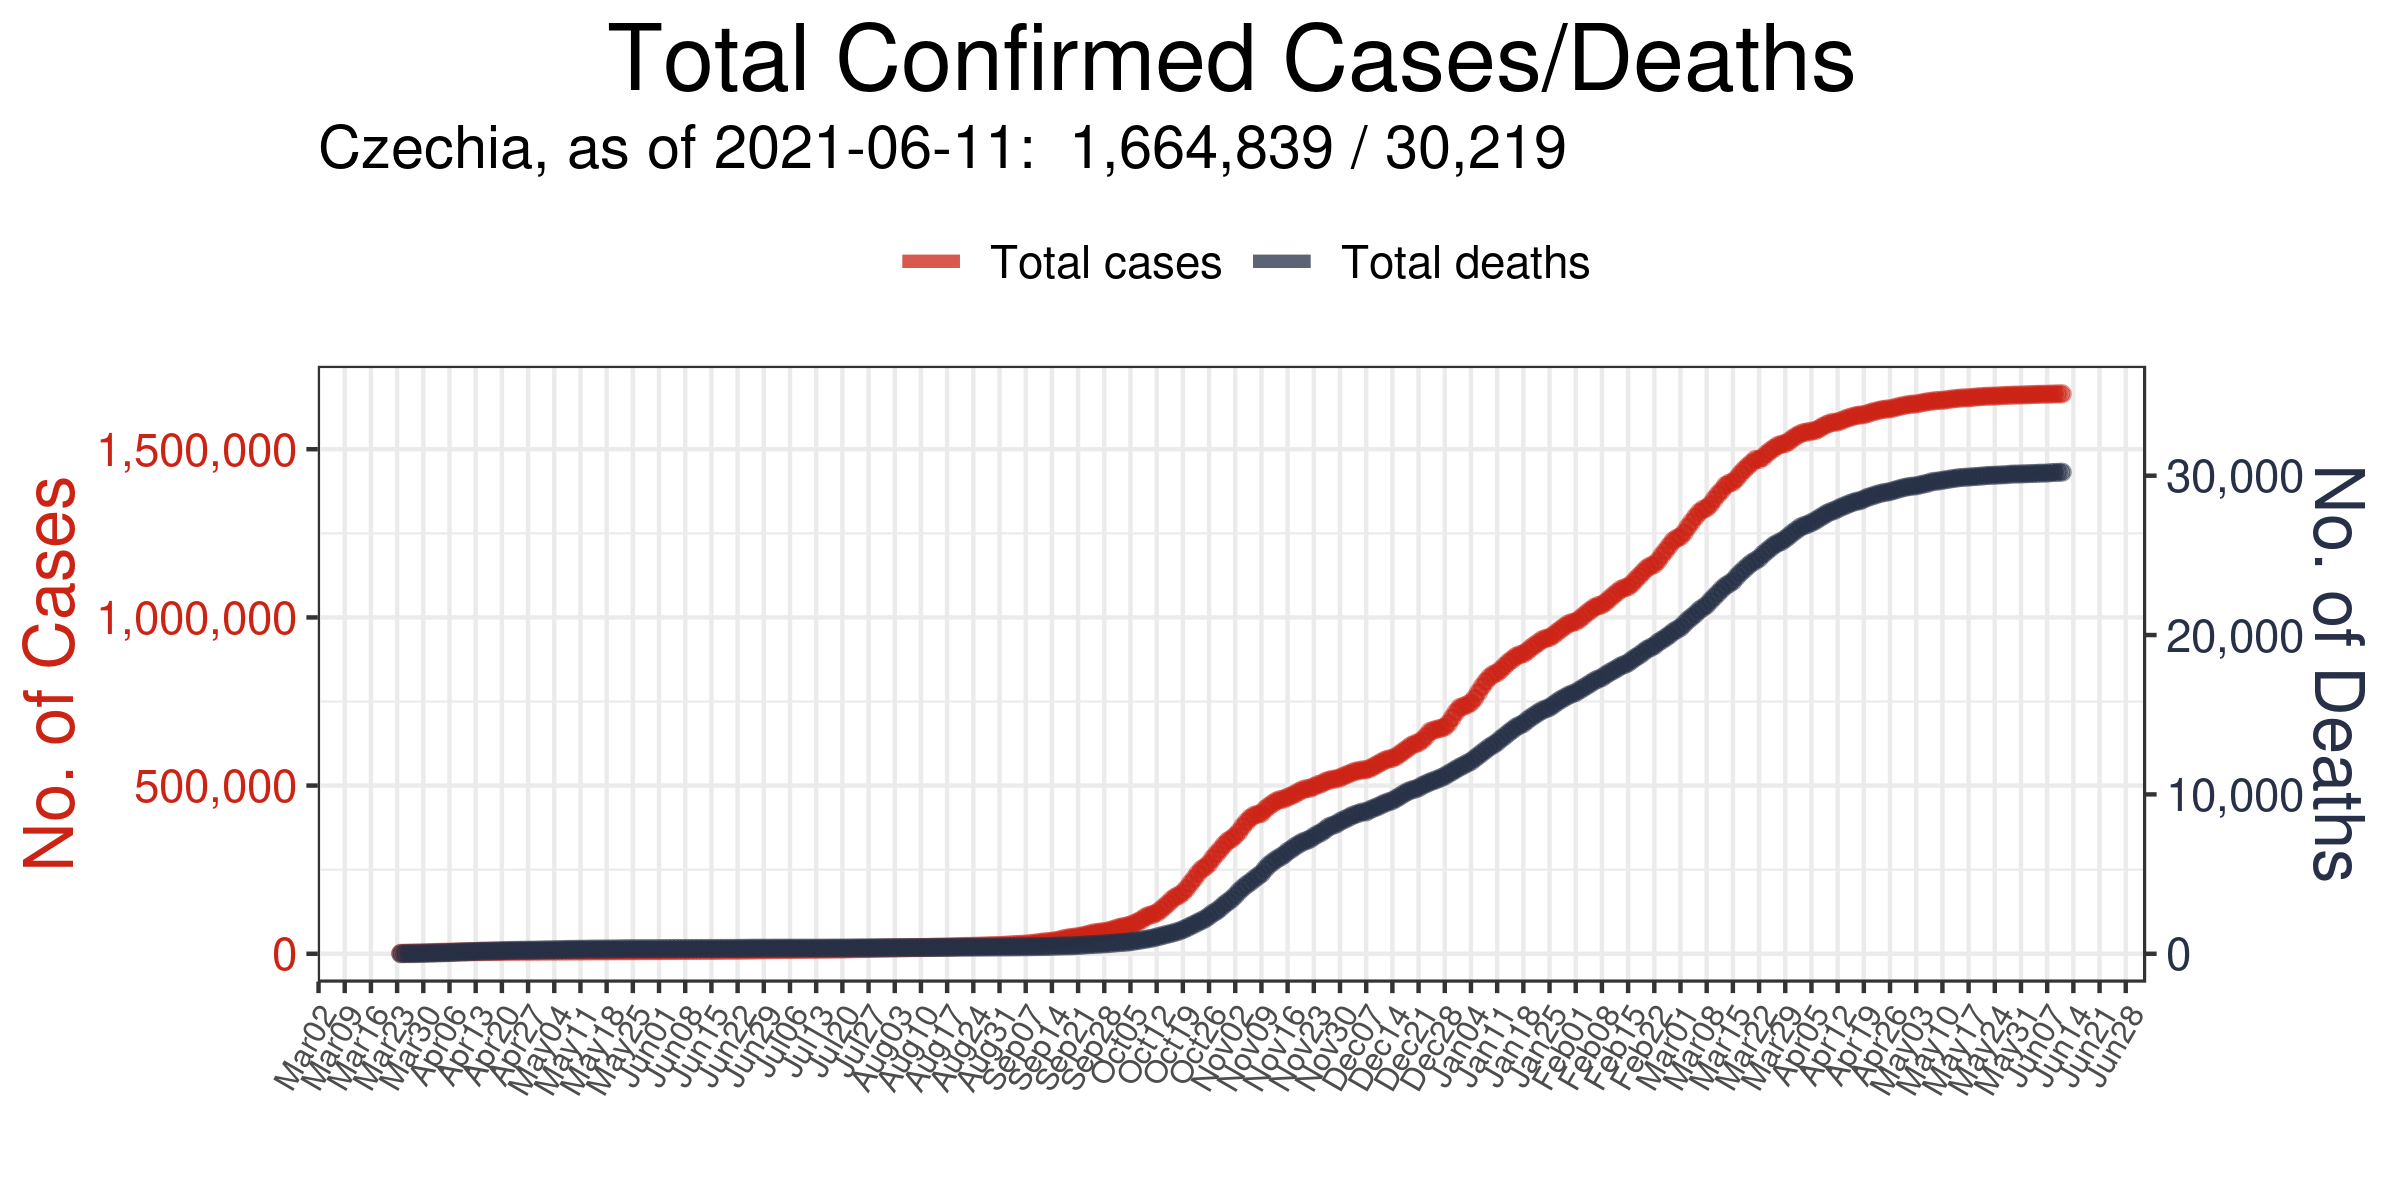 Total Confirmed Cases/Deaths
Czechia, as of 2021-06-11:  1,664,839 / 30,219
Total cases
Total deaths
No. of Cases
1,500,000
1,000,000
500,000
0
30,000
20,000
10,000
0
No. of Deaths
Mar02
Mar09
Mar16
Mar23
Mar30
Apr06
Apr13
Apr20
Apr27
May04
May11
May18
May25
Jun01
Jun08
Jun15
Jun22
Jun29
Jul06
Jul13
Jul20
Jul27
Aug03
Aug10
Aug17
Aug24
Aug31
Sep07
Sep14
Sep21
Sep28
Oct05
Oct12
Oct19
Oct26
Nov02
Nov09
Nov16
Nov23
Nov30
Dec07
Dec14
Dec21
Dec28
Jan04
Jan11
Jan18
Jan25
Feb01
Feb08
Feb15
Feb22
Mar01
Mar08
Mar15
Mar22
Mar29
Apr05
Apr12
Apr19
Apr26
May03
May10
May17
May24
May31
Jun07
Jun14
Jun21
Jun28